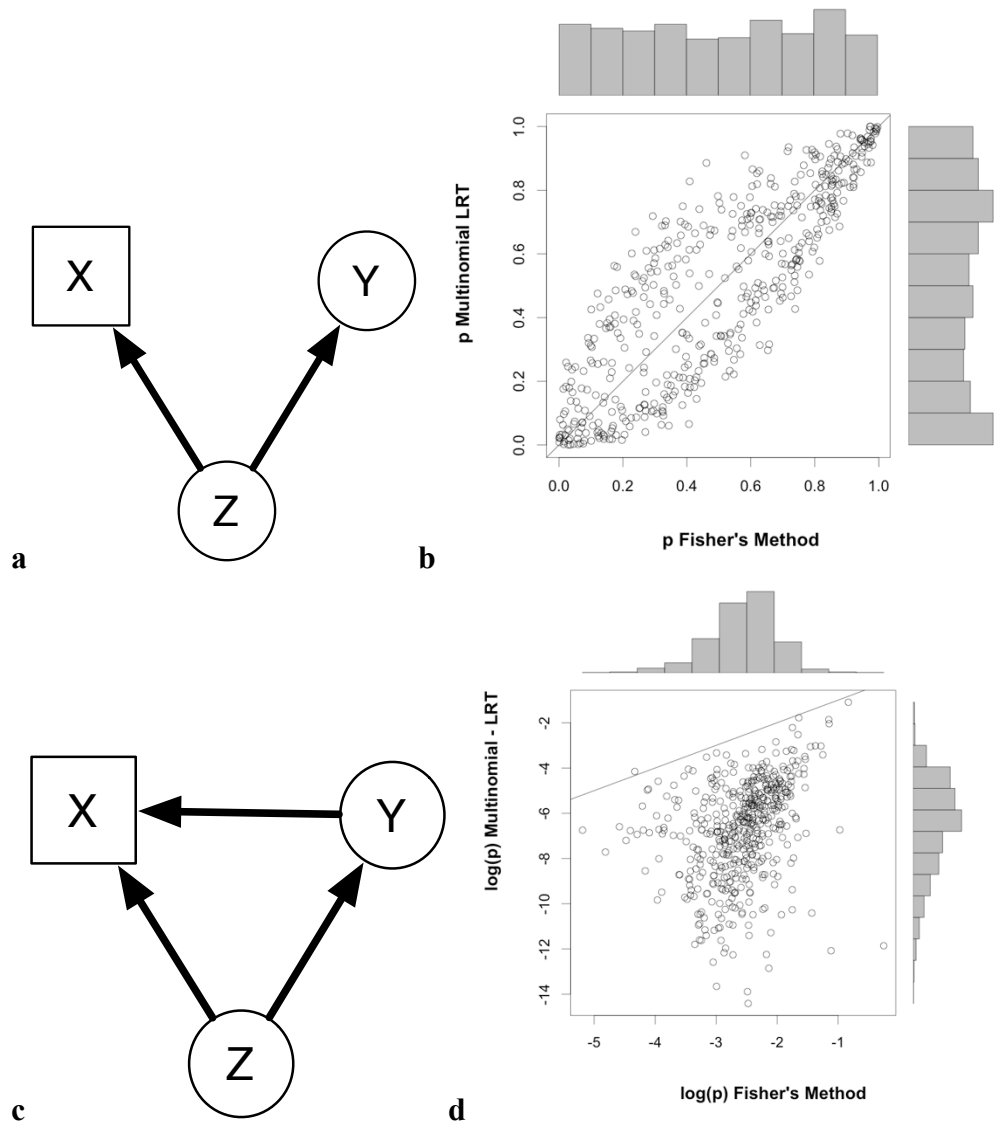 X
Y
Z
a
p Multinomial LRT
1.0
0.8
0.6
0.4
0.2
0.0
0.0 0.2 0.4 0.6 0.8 1.0
p Fisher's Method
b
X
Y
Z
c
log(p) Multinomial - LRT
-2
-4
-6
-8
-10
-12
-14
-5 -4 -3 -2 -1
log(p) Fisher's Method
d